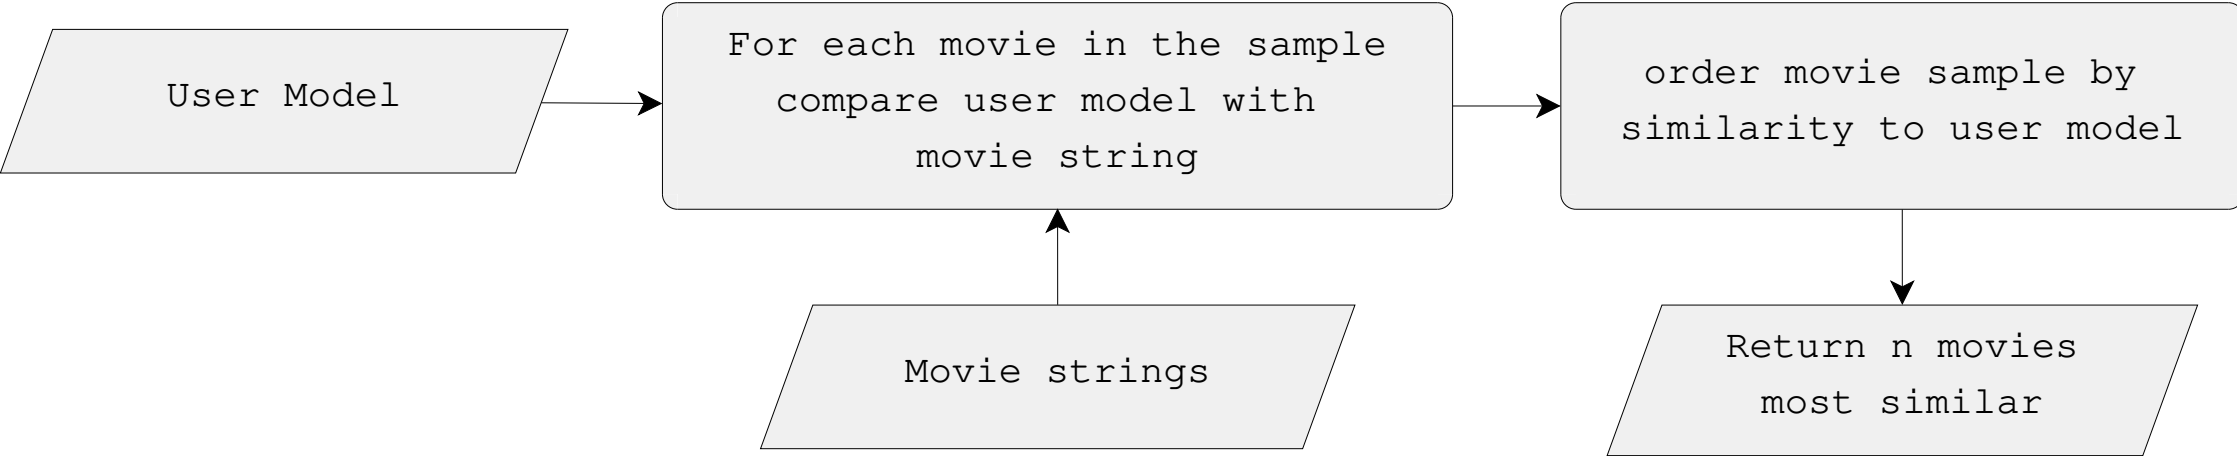 User Model
For each movie in the sample
compare user model with
movie string
order movie sample by
similarity to user model
Movie strings
Return n movies
most similar